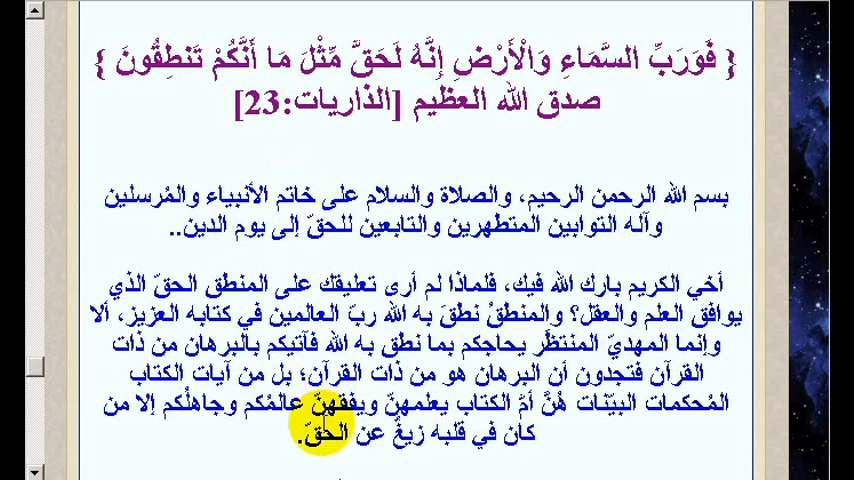 { فَوَرَبِّ السَّمَاءِ وَالْأَرْضِ إِنَّهُ لَحَقٌّ مِّثْلَ مَا أَنَّكُمْ تَنطِقُونَ }
صدق الله العظيم [الذاريات:23]
بسم الله الرحمن الرحيم، والصلاة والسلام على خاتم الأنبياء والمُرسلين
وآله التوابين المتطهرين والتابعين للحقّ إلى يوم الدين..
أخي الكريم بارك الله فيك، فلماذا لم أرى تعليقك على المنطق الحقّ الذي
يوافق العلم والعقل؟ والمنطقُ نطقَ به الله ربّ العالمين في كتابه العزيز، ألا
وإنما المهديّ المنتظَر يحاجكم بما نطق به الله فآتيكم بالبرهان من ذات
القرآن فتجدون أن البرهان هو من ذات القرآن؛ بل من آيات الكتاب
المُحكمات البيّنات هُنَّ أمّ الكتاب يعلمهنّ ويفقهنّ عالمُكم وجاهلُكم إلا من
كان في قلبه زيغٌ عن الحقّ.